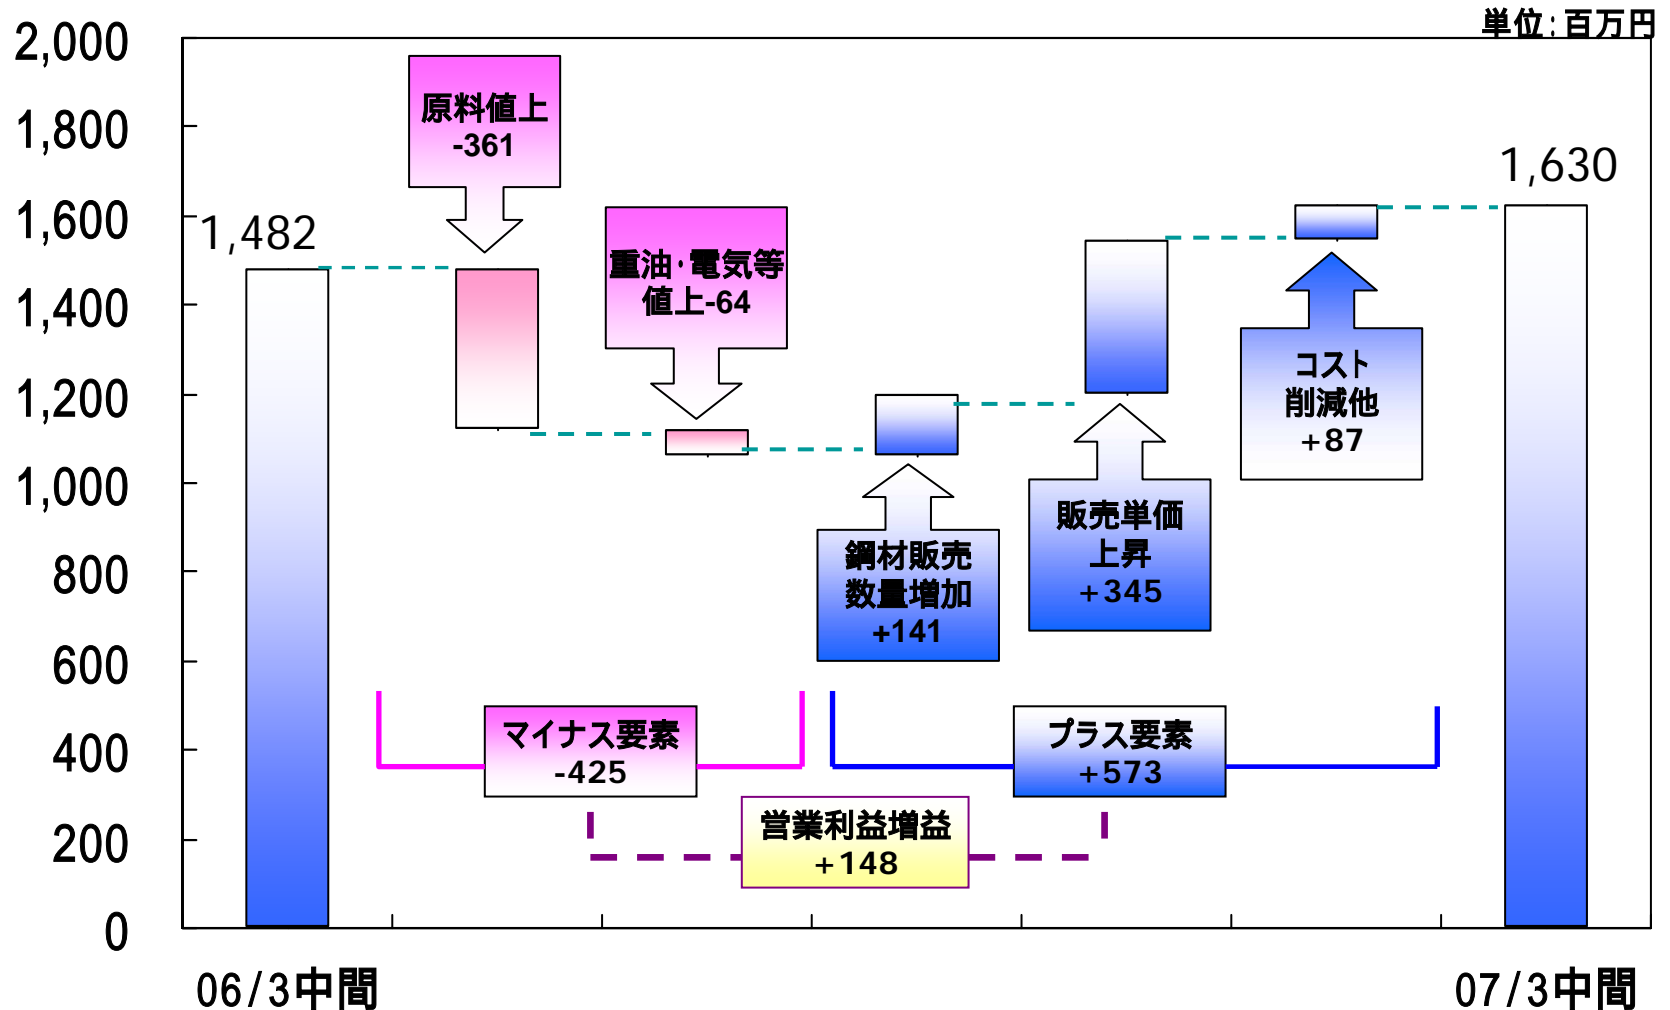 単位：百万円
2,000
1,800
1,600
1,400
1,200
1,000
800
600
400
200
0
1,482
原料値上
-361
重油・電気等
値上-64
鋼材販売
数量増加
+141
販売単価
上昇
+345
コスト
削減他
+87
1,630
マイナス要素
-425
プラス要素
+573
営業利益増益
+148
06/3中間
07/3中間